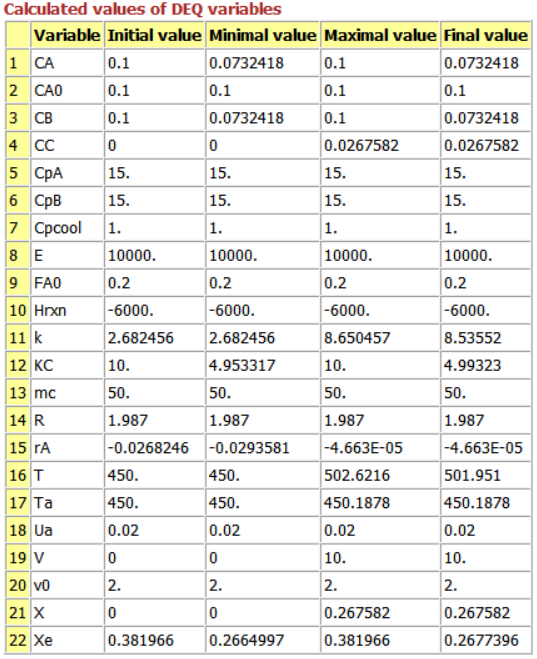 Calculated values of DEQ variables
Variable Initial value Minimal value Maximal value Final value
1 CA 0.1 0.0732418 0.1 0.0732418
2 CA0 0.1 0.1 0.1 0.1
3 CB 0.1 0.0732418 0.1 0.0732418
4 CC 0 0 0.0267582 0.0267582
5 CpA 15. 15. 15. 15.
6 CpB 15. 15. 15. 15.
7 Cpcool 1. 1. 1. 1.
8 E 10000. 10000. 10000. 10000.
9 FA0 0.2 0.2 0.2 0.2
10 Hrxn -6000. -6000. -6000. -6000.
11 k 2.682456 2.682456 8.650457 8.53552
12 KC 10. 4.953317 10. 4.99323
13 mc 50. 50. 50. 50.
14 R 1.987 1.987 1.987 1.987
15 rA -0.0268246 -0.0293581 -4.663E-05 -4.663E-05
16 T 450. 450. 502.6216 501.951
17 Ta 450. 450. 450.1878 450.1878
18 Ua 0.02 0.02 0.02 0.02
19 V 0 0 10. 10.
20 v0 2. 2. 2. 2.
21 X 0 0 0.267582 0.267582
22 Xe 0.381966 0.2664997 0.381966 0.2677396